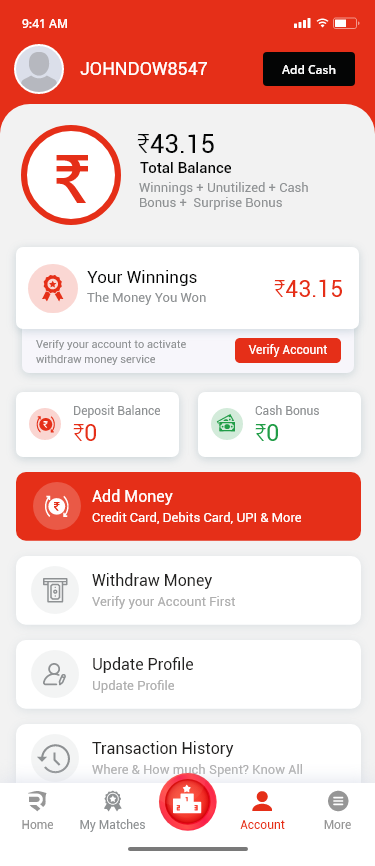 9:41 AM
JOHNDOW8547
Add Cash
₹
₹43.15
Total Balance
Winnings + Unutilized + Cash
Bonus + Surprise Bonus
Your Winnings
The Money You Won
₹43.15
Verify your account to activate
withdraw money service
Verify Account
Deposit Balance
₹0
Cash Bonus
₹0
Add Money
Credit Card, Debits Card, UPI & More
Withdraw Money
Verify your Account First
Update Profile
Update Profile
Transaction History
Where & How much Spent? Know All
2 1 3
Home
My Matches
Account
More